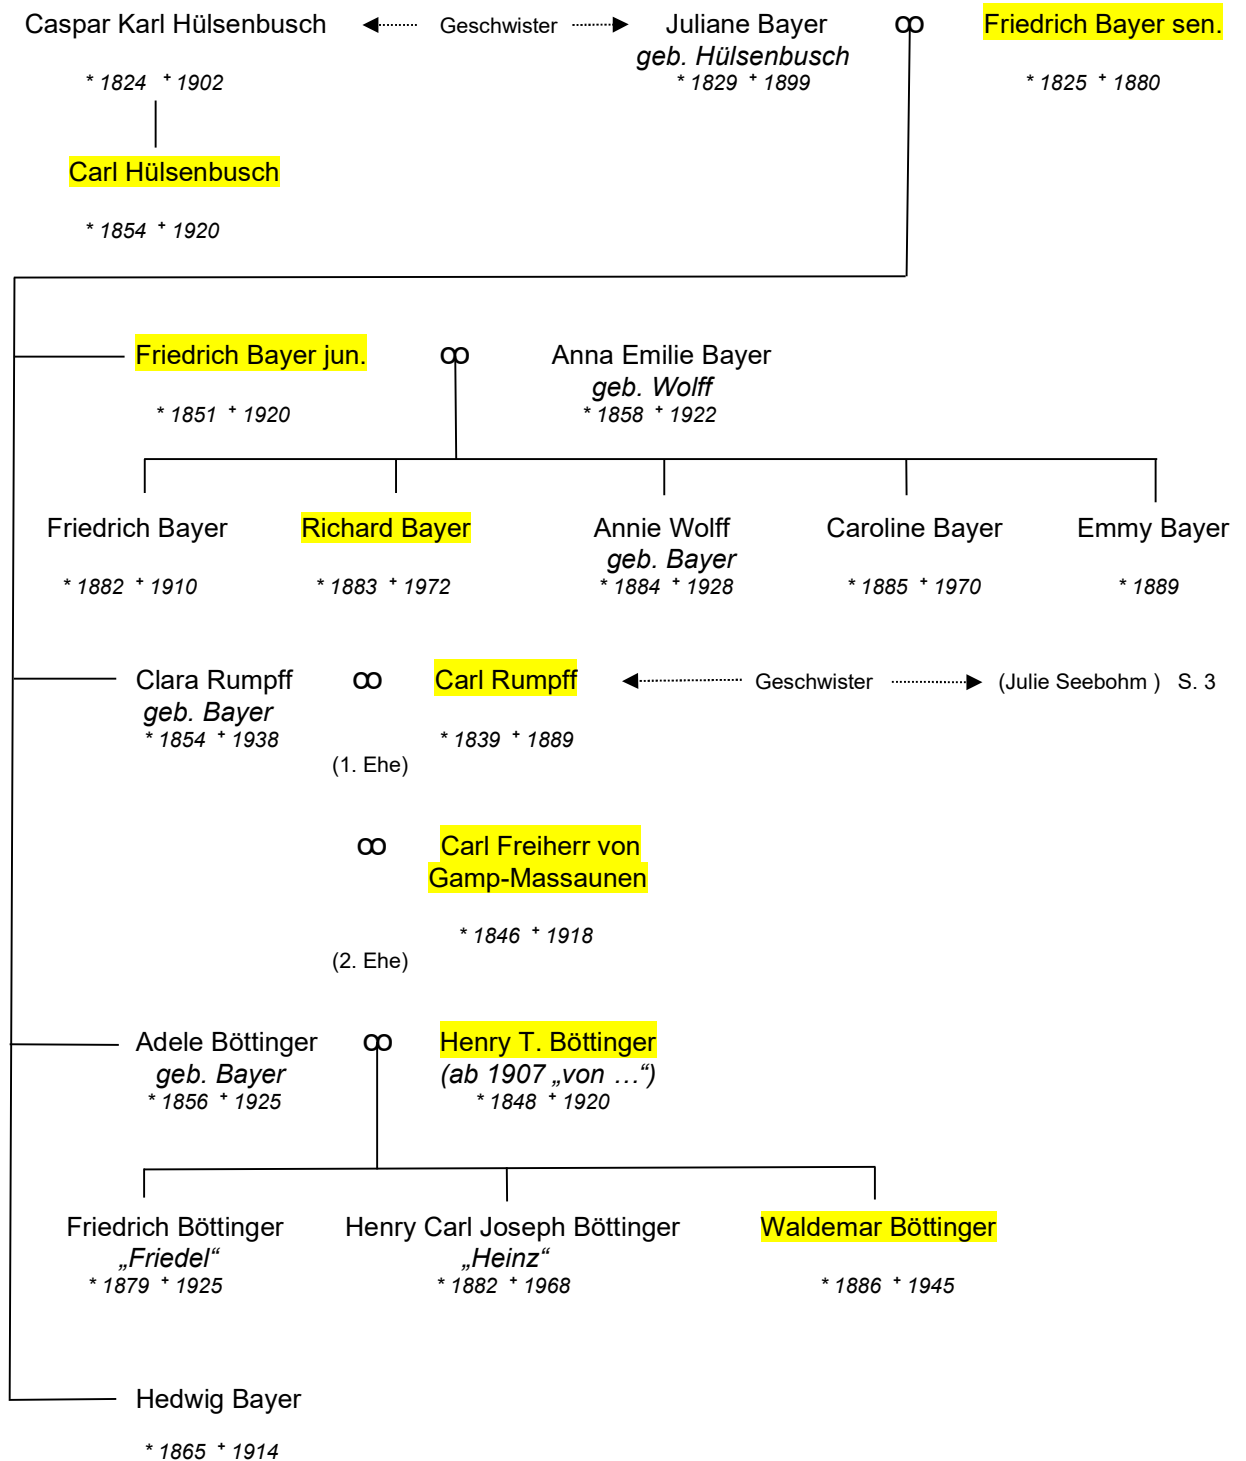 Caspar Karl Hülsenbusch Geschwister Juliane Bayer ꝏ Friedrich Bayer sen.
geb. Hülsenbusch
* 1824 + 1902 * 1829 + 1899 * 1825 + 1880
Carl Hülsenbusch
* 1854 + 1920
Friedrich Bayer jun. ꝏ Anna Emilie Bayer
geb. Wolff
* 1851 + 1920 * 1858 + 1922
Friedrich Bayer Richard Bayer Annie Wolff Caroline Bayer Emmy Bayer
geb. Bayer
* 1882 + 1910 * 1883 + 1972 * 1884 + 1928 * 1885 + 1970 * 1889
Clara Rumpff ꝏ Carl Rumpff Geschwister (Julie Seebohm ) S. 3
geb. Bayer
* 1854 + 1938 * 1839 + 1889
(1. Ehe)
ꝏ Carl Freiherr von
Gamp-Massaunen
* 1846 + 1918
(2. Ehe)
Adele Böttinger ꝏ Henry T. Böttinger
geb. Bayer (ab 1907 „von …“)
* 1856 + 1925 * 1848 + 1920
Friedrich Böttinger Henry Carl Joseph Böttinger Waldemar Böttinger
„Friedel“ „Heinz“
* 1879 + 1925 * 1882 + 1968 * 1886 + 1945
Hedwig Bayer
* 1865 + 1914